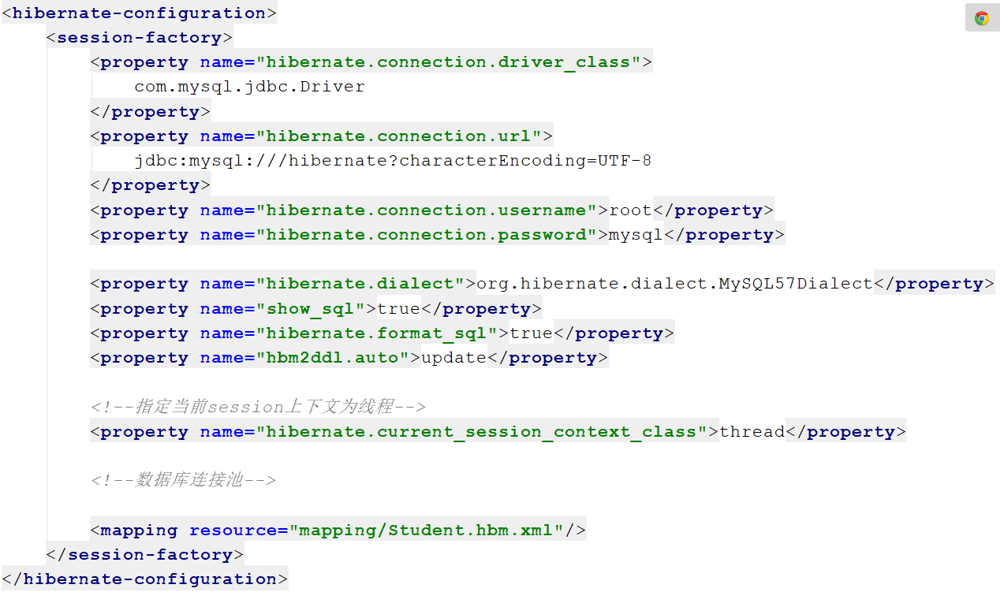 <hibernate-configuration>
<session-factory>
<property name="hibernate.connection.driver_class">
com.mysql.jdbc.Driver
</property>
<property name="hibernate.connection.url">
jdbc:mysql:///hibernate?characterEncoding=UTF-8
</property>
<property name="hibernate.connection.username">root</property>
<property name="hibernate.connection.password">mysql</property>
<property name="hibernate.dialect">org.hibernate.dialect.MySQL57Dialect</property>
<property name="show_sql">true</property>
<property name="hibernate.format_sql">true</property>
<property name="hbm2ddl.auto">update</property>
<!--指定当前session上下文为线程-->
<property name="hibernate.current_session_context_class">thread</property>
<!--数据库连接池-->
<mapping resource="mapping/Student.hbm.xml"/>
</session-factory>
</hibernate-configuration>